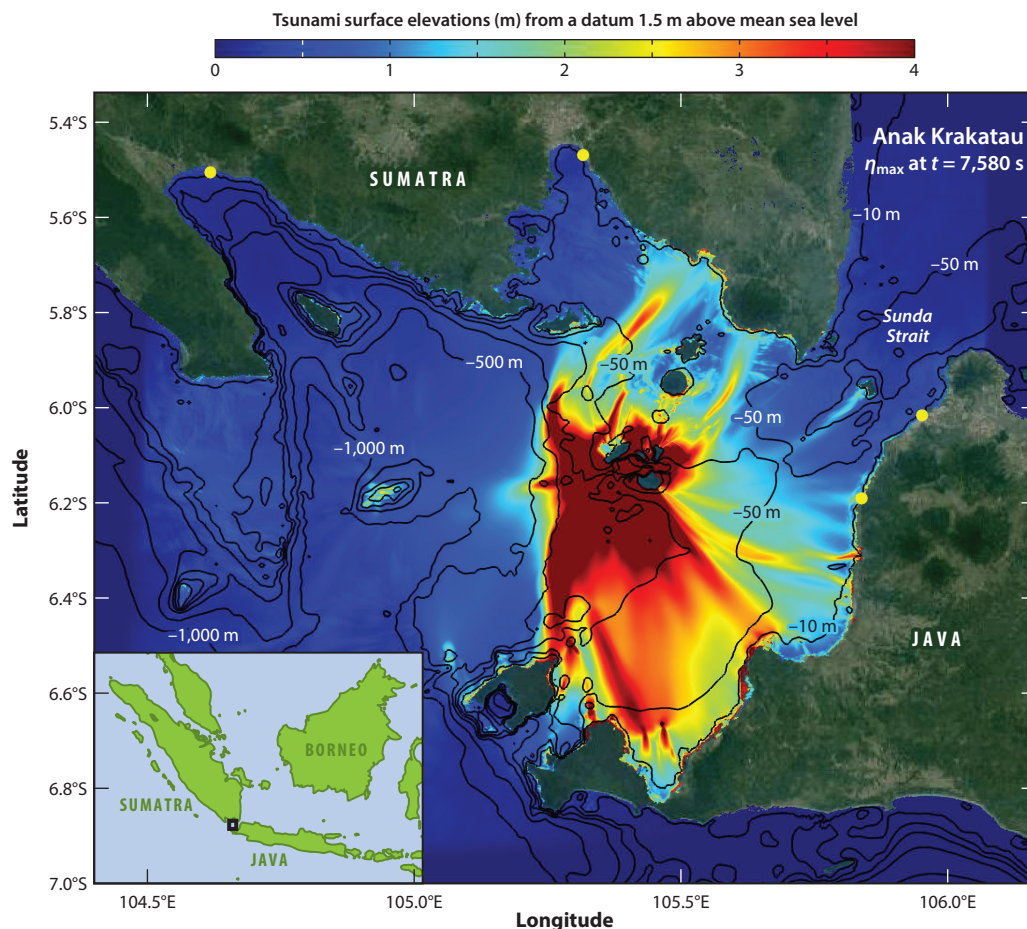 Tsunami surface elevations (m) from a datum 1.5 m above mean sea level
0 1 2 3 4
5.4°S
5.6°S
5.8°S
6.0°S
6.2°S
6.4°S
6.6°S
6.8°S
7.0°S
Latitude
SUMATRA
Anak Krakatau
ηmax at t = 7,580 s
–10 m
–50 m
Sunda
Strait
–500 m
–50 m
–50 m
–1,000 m
–50 m
–10 m
–1,000 m
JAVA
BORNEO
SUMATRA
JAVA
104.5°E 105.0°E 105.5°E 106.0°E
Longitude